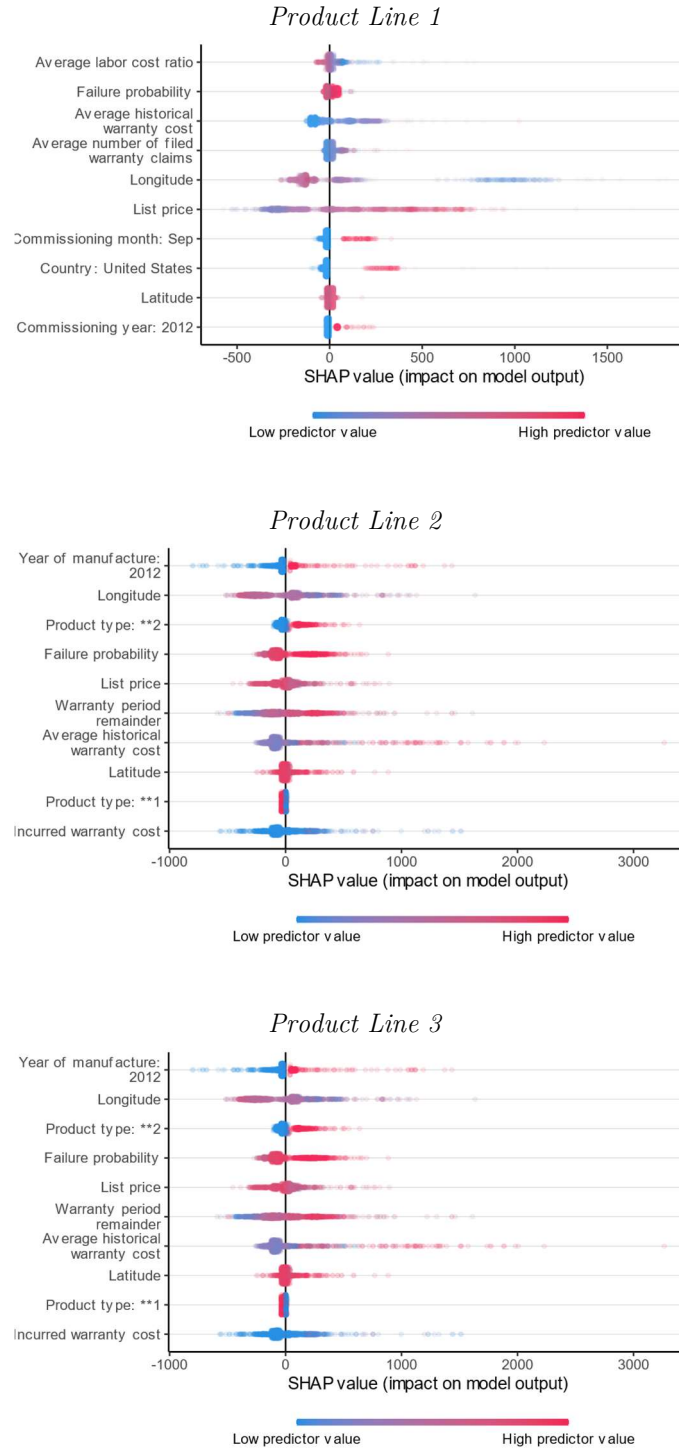 Product Line 1
Average labor cost ratio
Failure probability
Average historical
warranty cost
Average number of filed
warranty claims
Longitude
List price
Commissioning month: Sep
Country: United States
Latitude
Commissioning year: 2012
-500 0 500 1000 1500
SHAP value (impact on model output)
Low predictor value High predictor value
Product Line 2
Year of manufacture:
2012
Longitude
Product type: **2
Failure probability
List price
Warranty period
remainder
Average historical
warranty cost
Latitude
Product type: **1
Incurred warranty cost
-1000 0 1000 2000 3000
SHAP value (impact on model output)
Low predictor value High predictor value
Product Line 3
Year of manufacture:
2012
Longitude
Product type: **2
Failure probability
List price
Warranty period
remainder
Average historical
warranty cost
Latitude
Product type: **1
Incurred warranty cost
-1000 0 1000 2000 3000
SHAP value (impact on model output)
Low predictor value High predictor value